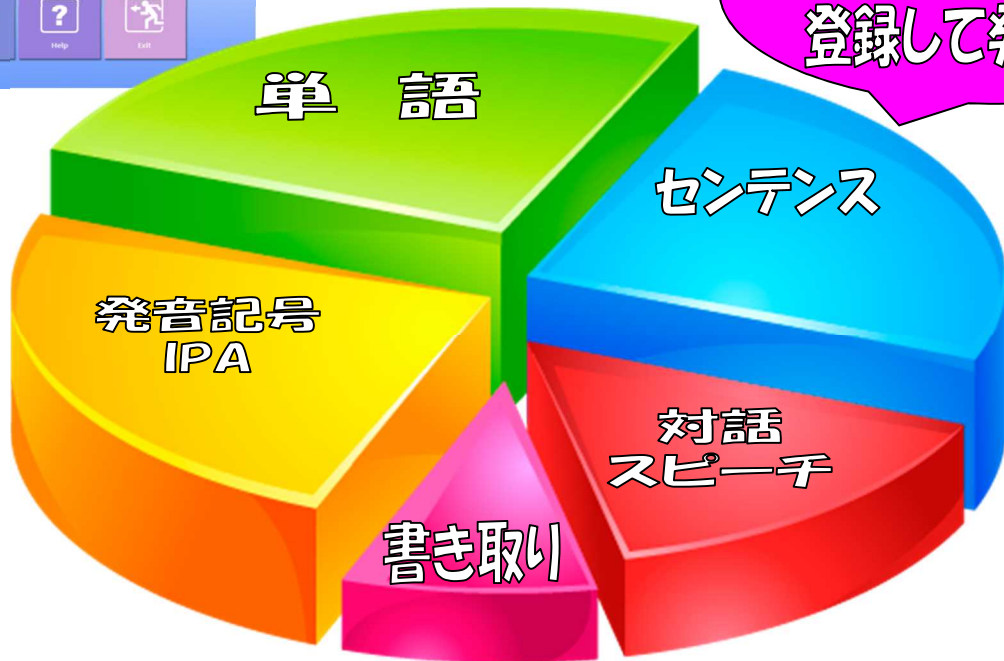 Help
Exit
登録して
単 語
センテンス
発音記号
IPA
対話
スピーチ
書き取り